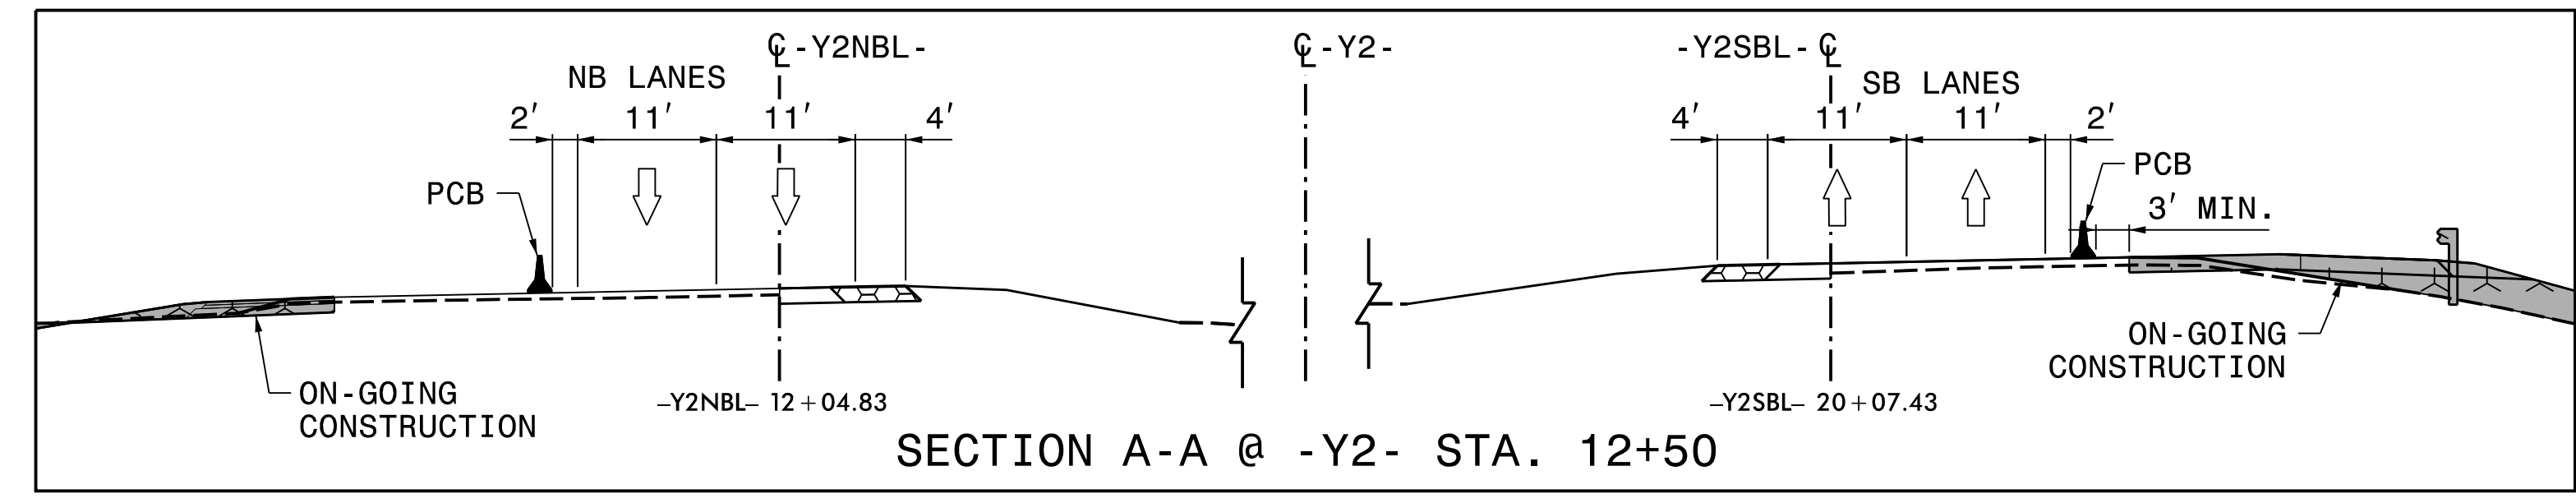 ℄ -Y2NBL-
℄ -Y2-
-Y2SBL- ℄
NB LANES
SB LANES
2' 11' 11' 4'
4' 11' 11' 2'
PCB
PCB
3' MIN.
ON-GOING
CONSTRUCTION
ON-GOING
CONSTRUCTION
–Y2NBL– 12+04.83
–Y2SBL– 20+07.43
SECTION A-A @ -Y2- STA. 12+50